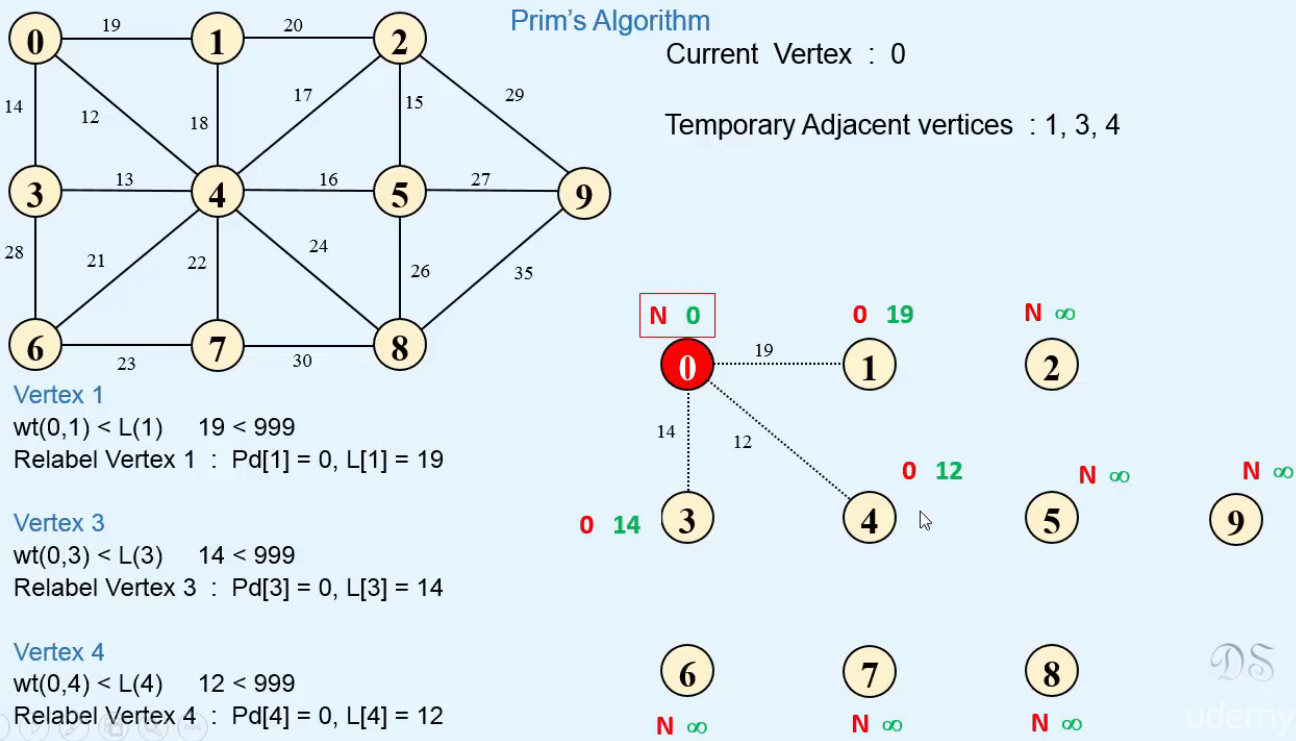 Prim's Algorithm
Current Vertex : 0
Temporary Adjacent vertices : 1, 3, 4
0 19 1 20 2
14 12 18 17 15 29
3 13 4 16 5 27 9
28 21 22 24 26 35
6 23 7 30 8
Vertex 1
wt(0,1) < L(1) 19 < 999
Relabel Vertex 1 : Pd[1] = 0, L[1] = 19
Vertex 3
wt(0,3) < L(3) 14 < 999
Relabel Vertex 3 : Pd[3] = 0, L[3] = 14
Vertex 4
wt(0,4) < L(4) 12 < 999
Relabel Vertex 4 : Pd[4] = 0, L[4] = 12
N 0 0 19 N ∞
0 19 1 2
14 12
0 12 N ∞ N ∞
0 14 3 4 5 9
6 7 8
N ∞ N ∞ N ∞
DS
udemy